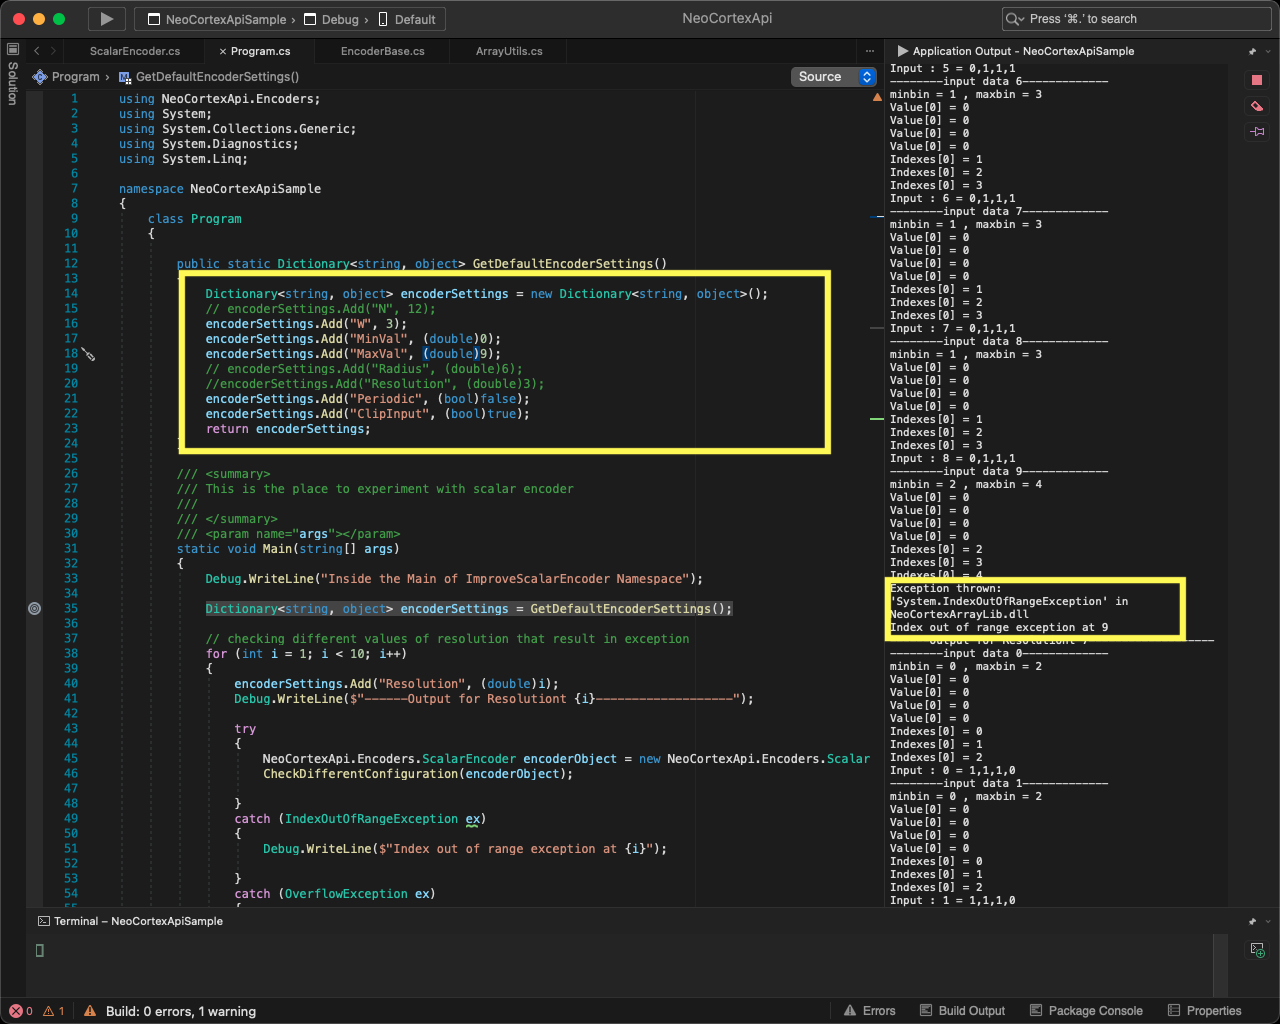 NeoCortexApiSample › Debug › Default
NeoCortexApi
Press ‘⌘.’ to search
Solution
ScalarEncoder.cs
× Program.cs
EncoderBase.cs
ArrayUtils.cs
Program › GetDefaultEncoderSettings()
Source
1 using NeoCortexApi.Encoders;
2 using System;
3 using System.Collections.Generic;
4 using System.Diagnostics;
5 using System.Linq;
6
7 namespace NeoCortexApiSample
8 {
9 class Program
10 {
11
12 public static Dictionary<string, object> GetDefaultEncoderSettings()
13
14 Dictionary<string, object> encoderSettings = new Dictionary<string, object>();
15 // encoderSettings.Add("N", 12);
16 encoderSettings.Add("W", 3);
17 encoderSettings.Add("MinVal", (double)0);
18 encoderSettings.Add("MaxVal", (double)9);
19 // encoderSettings.Add("Radius", (double)6);
20 //encoderSettings.Add("Resolution", (double)3);
21 encoderSettings.Add("Periodic", (bool)false);
22 encoderSettings.Add("ClipInput", (bool)true);
23 return encoderSettings;
24
25
26 /// <summary>
27 /// This is the place to experiment with scalar encoder
28 ///
29 /// </summary>
30 /// <param name="args"></param>
31 static void Main(string[] args)
32 {
33 Debug.WriteLine("Inside the Main of ImproveScalarEncoder Namespace");
34
35 Dictionary<string, object> encoderSettings = GetDefaultEncoderSettings();
36
37 // checking different values of resolution that result in exception
38 for (int i = 1; i < 10; i++)
39 {
40 encoderSettings.Add("Resolution", (double)i);
41 Debug.WriteLine($"------Output for Resolutiont {i}-------------------");
42
43 try
44 {
45 NeoCortexApi.Encoders.ScalarEncoder encoderObject = new NeoCortexApi.Encoders.Scalar
46 CheckDifferentConfiguration(encoderObject);
47
48 }
49 catch (IndexOutOfRangeException ex)
50 {
51 Debug.WriteLine($"Index out of range exception at {i}");
52
53 }
54 catch (OverflowException ex)
55 {
Application Output - NeoCortexApiSample
Input : 5 = 0,1,1,1
--------input data 6-------------
minbin = 1 , maxbin = 3
Value[0] = 0
Value[0] = 0
Value[0] = 0
Value[0] = 0
Indexes[0] = 1
Indexes[0] = 2
Indexes[0] = 3
Input : 6 = 0,1,1,1
--------input data 7-------------
minbin = 1 , maxbin = 3
Value[0] = 0
Value[0] = 0
Value[0] = 0
Value[0] = 0
Indexes[0] = 1
Indexes[0] = 2
Indexes[0] = 3
Input : 7 = 0,1,1,1
--------input data 8-------------
minbin = 1 , maxbin = 3
Value[0] = 0
Value[0] = 0
Value[0] = 0
Value[0] = 0
Indexes[0] = 1
Indexes[0] = 2
Indexes[0] = 3
Input : 8 = 0,1,1,1
--------input data 9-------------
minbin = 2 , maxbin = 4
Value[0] = 0
Value[0] = 0
Value[0] = 0
Value[0] = 0
Indexes[0] = 2
Indexes[0] = 3
Indexes[0] = 4
Exception thrown:
'System.IndexOutOfRangeException' in
NeoCortexArrayLib.dll
Index out of range exception at 9
--------input data 0-------------
minbin = 0 , maxbin = 2
Value[0] = 0
Value[0] = 0
Value[0] = 0
Value[0] = 0
Indexes[0] = 0
Indexes[0] = 1
Indexes[0] = 2
Input : 0 = 1,1,1,0
--------input data 1-------------
minbin = 0 , maxbin = 2
Value[0] = 0
Value[0] = 0
Value[0] = 0
Value[0] = 0
Indexes[0] = 0
Indexes[0] = 1
Indexes[0] = 2
Input : 1 = 1,1,1,0
Terminal – NeoCortexApiSample
0 1 Build: 0 errors, 1 warning
Errors
Build Output
Package Console
Properties